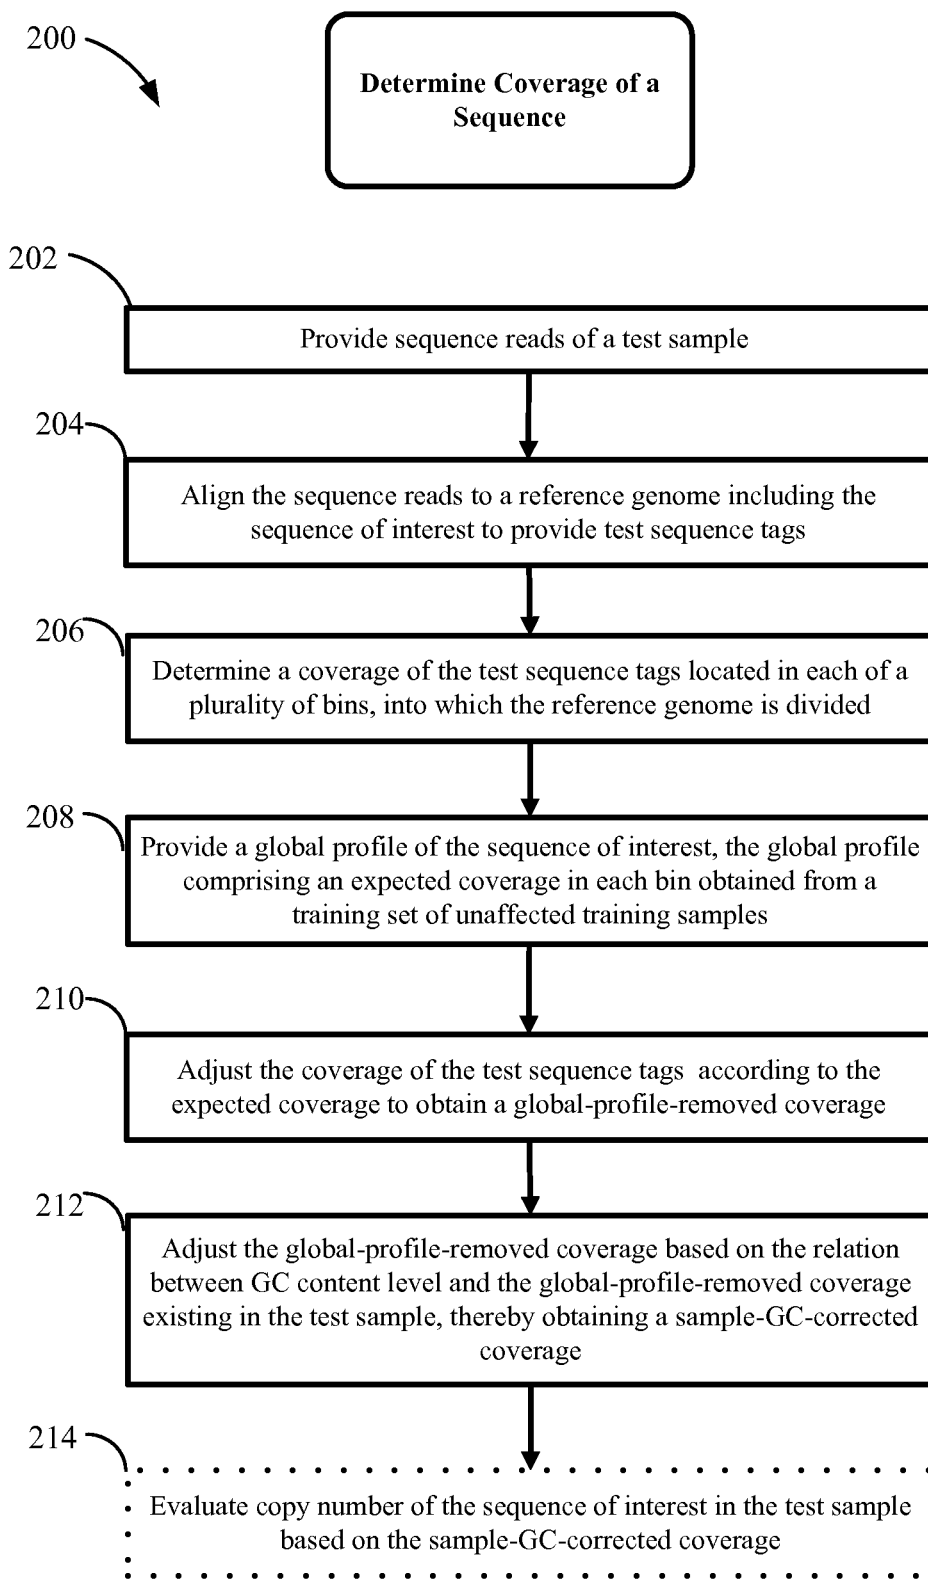 200
Determine Coverage of a
Sequence
202
Provide sequence reads of a test sample
204
Align the sequence reads to a reference genome including the
sequence of interest to provide test sequence tags
206
Determine a coverage of the test sequence tags located in each of a
plurality of bins, into which the reference genome is divided
208
Provide a global profile of the sequence of interest, the global profile
comprising an expected coverage in each bin obtained from a
training set of unaffected training samples
210
Adjust the coverage of the test sequence tags according to the
expected coverage to obtain a global-profile-removed coverage
212
Adjust the global-profile-removed coverage based on the relation
between GC content level and the global-profile-removed coverage
existing in the test sample, thereby obtaining a sample-GC-corrected
coverage
214
Evaluate copy number of the sequence of interest in the test sample
based on the sample-GC-corrected coverage